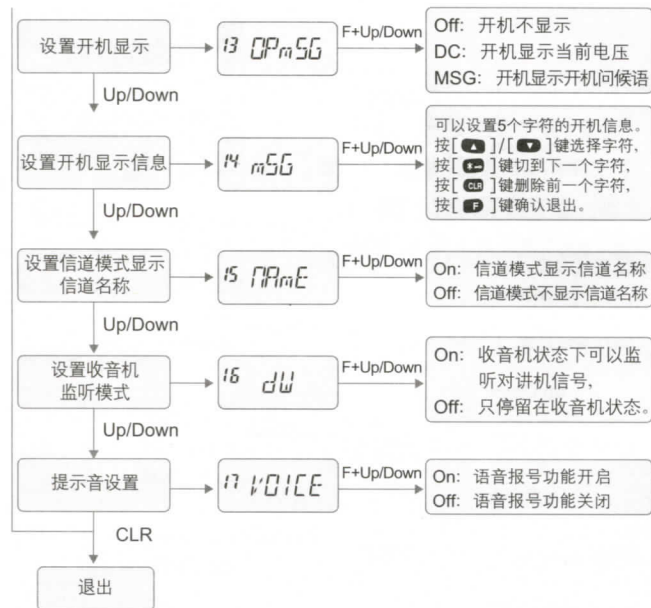 设置开机显示
13 OPmSG
F+Up/Down
Off: 开机不显示
DC: 开机显示当前电压
MSG: 开机显示开机问候语
Up/Down
设置开机显示信息
14 mSG
F+Up/Down
可以设置5个字符的开机信息。
按[▲]/[▼]键选择字符,
按[*]键切到下一个字符,
按[CLR]键删除前一个字符,
按[F]键确认退出。
Up/Down
设置信道模式显示
信道名称
15 NAmE
F+Up/Down
On: 信道模式显示信道名称
Off: 信道模式不显示信道名称
Up/Down
设置收音机
监听模式
16 dW
F+Up/Down
On: 收音机状态下可以监
听对讲机信号,
Off: 只停留在收音机状态。
Up/Down
提示音设置
17 VOICE
F+Up/Down
On: 语音报号功能开启
Off: 语音报号功能关闭
CLR
退出